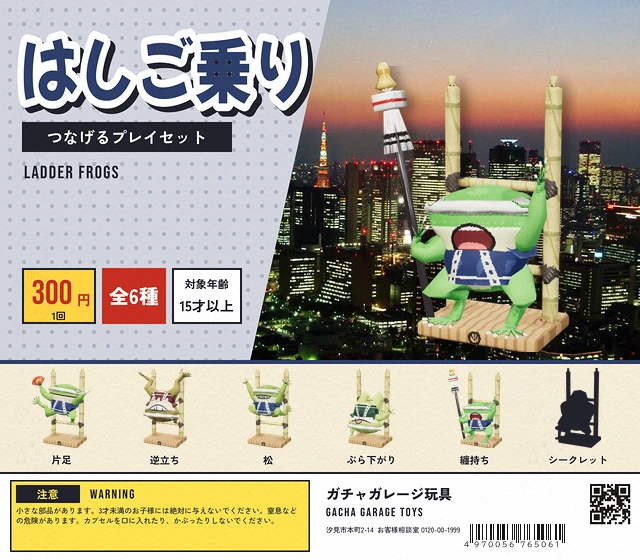 はしご乗り
つなげるプレイセット
LADDER FROGS
300円
1回
全6種
対象年齢
15才以上
片足
逆立ち
松
ぶら下がり
纏持ち
シークレット
注意 WARNING
小さな部品があります。3才未満のお子様には絶対に与えないでください。窒息など
の危険があります。カプセルを口に入れたり、かぶったりしないでください。
ガチャガレージ玩具
GACHA GARAGE TOYS
汐見市本町2-14 お客様相談室 0120-00-1999
4 970056 765061